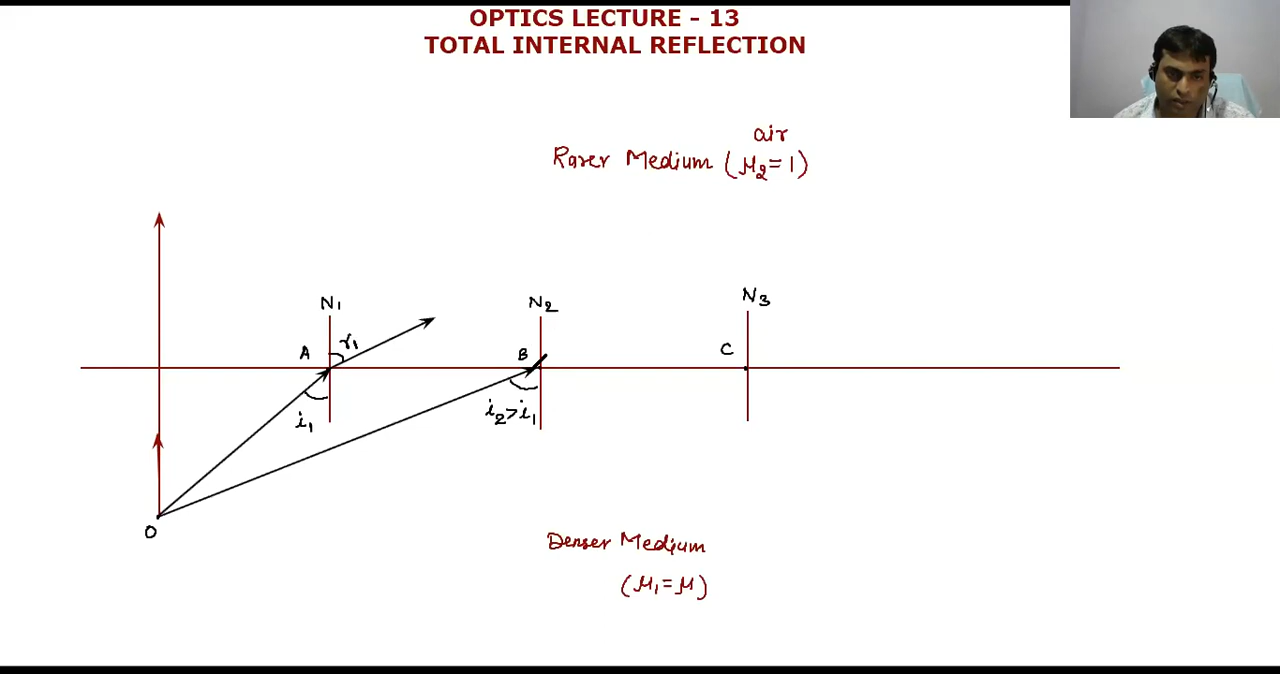 OPTICS LECTURE - 13
TOTAL INTERNAL REFLECTION
air
Rarer Medium (μ₂= 1)
N₁
N₂
N₃
A
r₁
B
C
i₁
i₂>i₁
O
Denser Medium
(μ₁= μ)